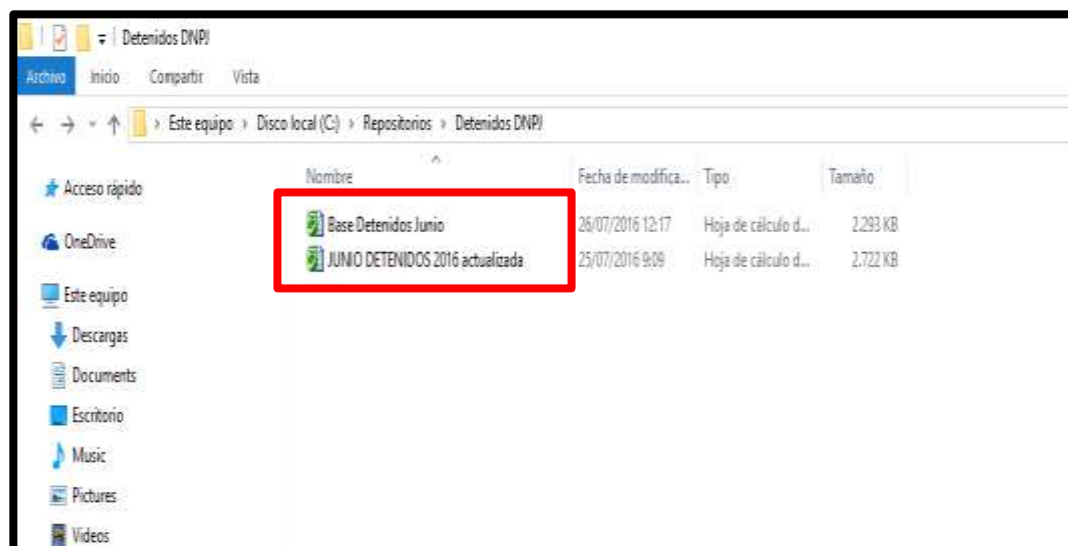 Detenidos DNPJ
Archivo Inicio Compartir Vista
Este equipo > Disco local (C:) > Repositorios > Detenidos DNPJ
Nombre Fecha de modifica... Tipo Tamaño
Acceso rápido
Base Detenidos Junio 26/07/2016 12:17 Hoja de cálculo d... 2.293 KB
OneDrive
JUNIO DETENIDOS 2016 actualizada 25/07/2016 9:09 Hoja de cálculo d... 2.722 KB
Este equipo
Descargas
Documents
Escritorio
Music
Pictures
Videos